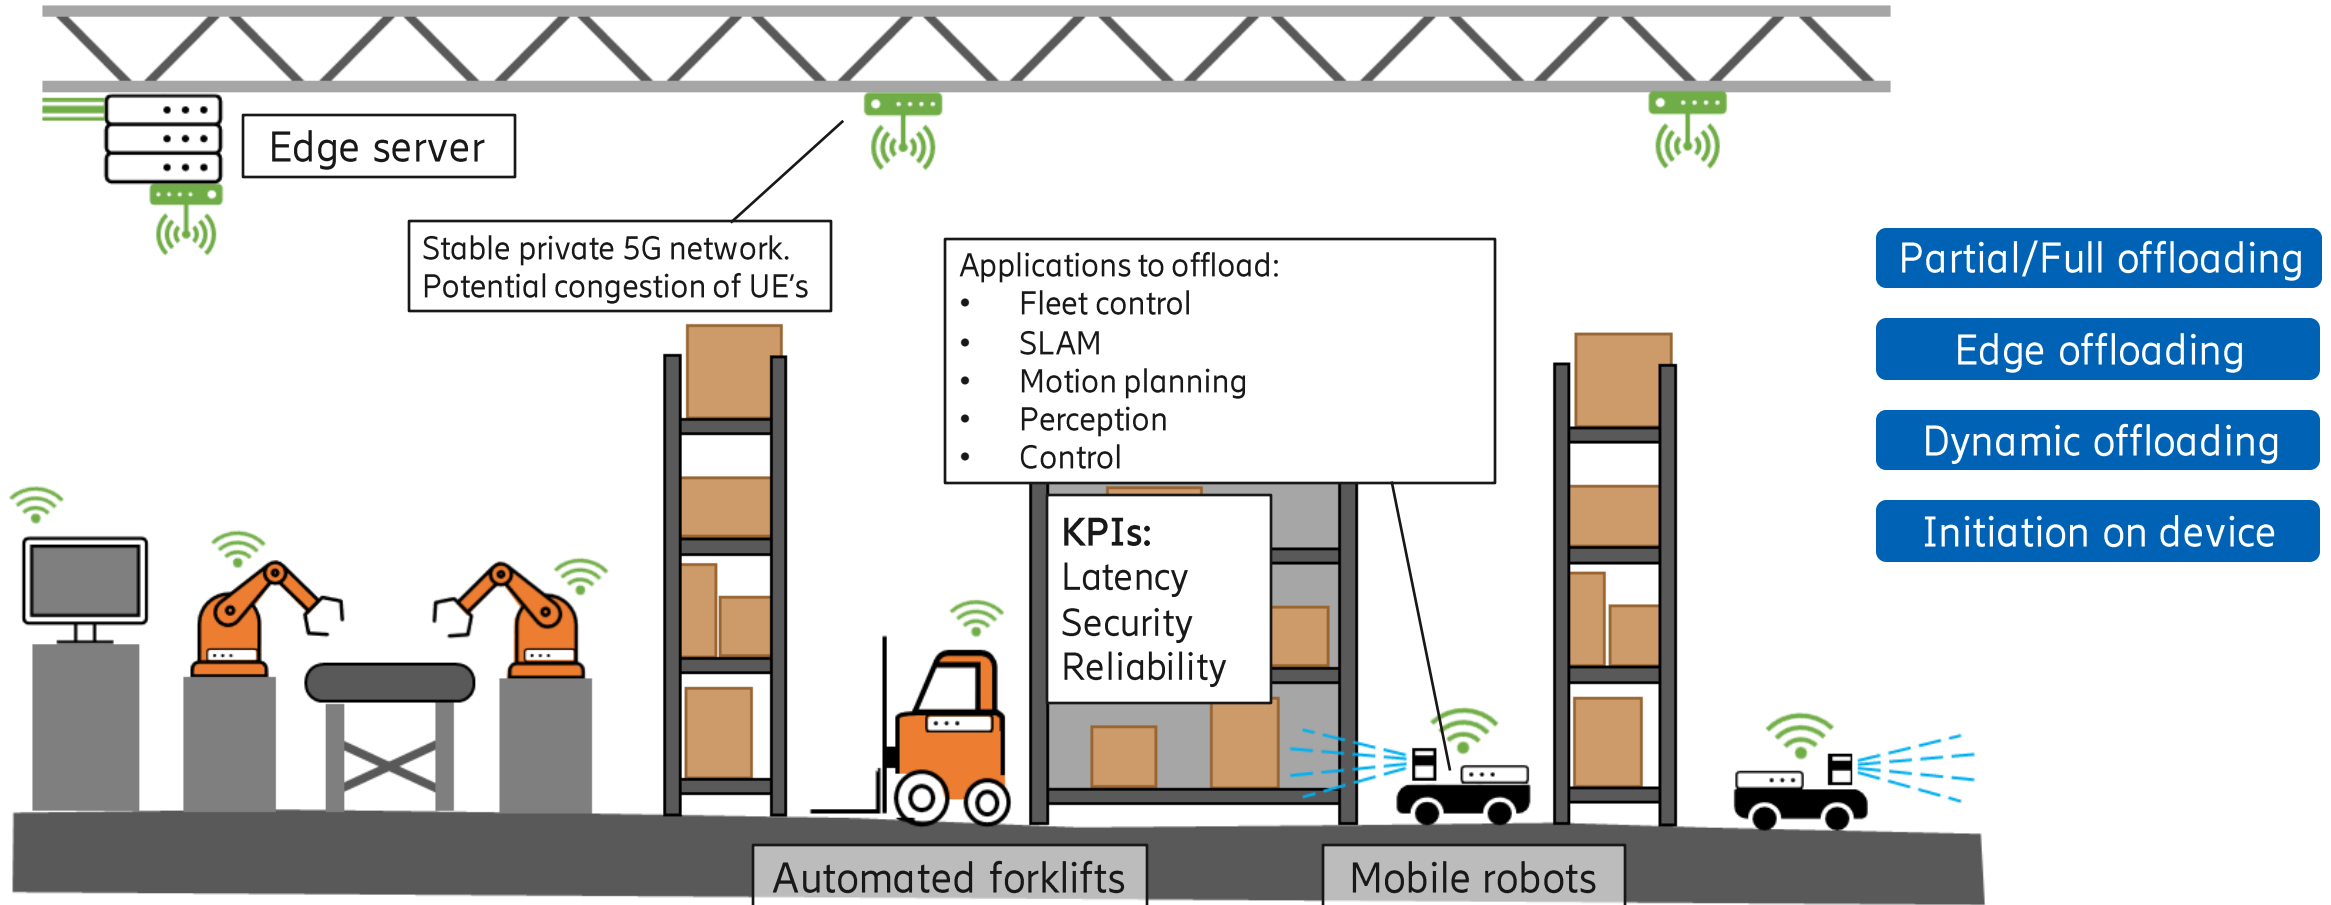 Edge server
Stable private 5G network.
Potential congestion of UE‘s
Applications to offload:
• Fleet control
• SLAM
• Motion planning
• Perception
• Control
KPIs:
Latency
Security
Reliability
Partial/Full offloading
Edge offloading
Dynamic offloading
Initiation on device
Automated forklifts
Mobile robots